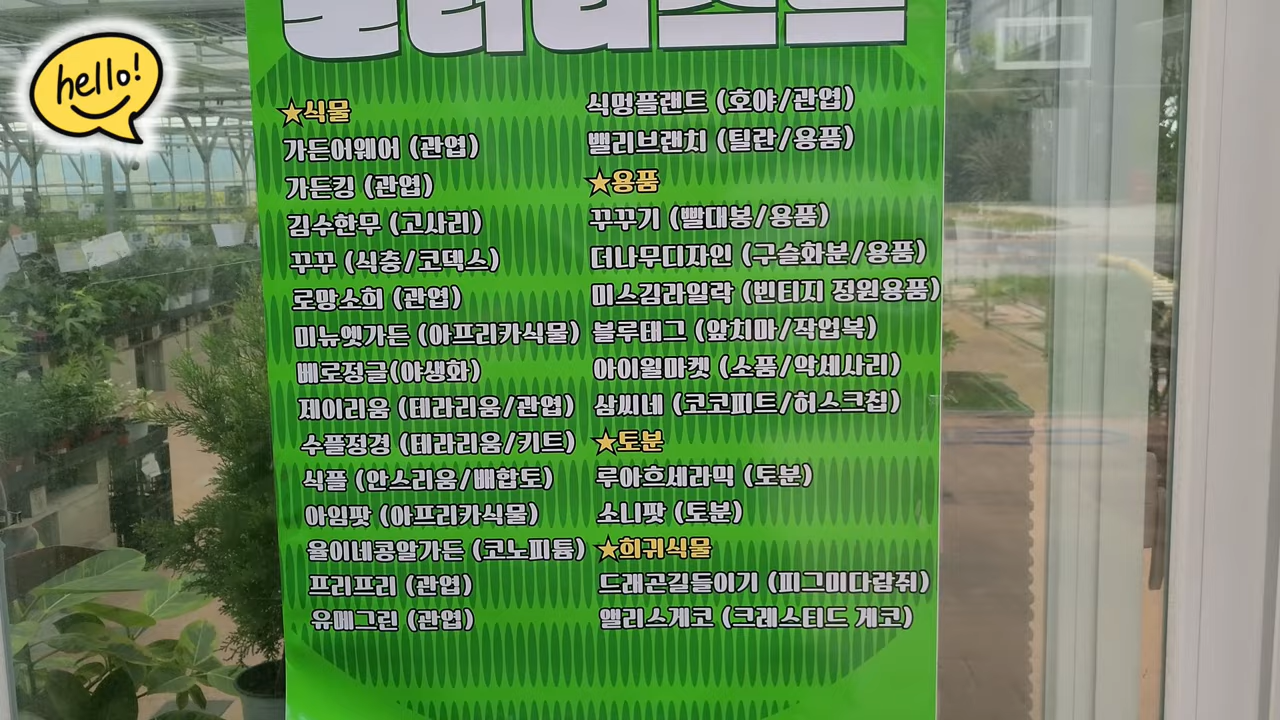 hello!
★식물
가든어웨어 (관엽)
가든킹 (관엽)
김수한무 (고사리)
꾸꾸 (식충/코덱스)
로망소희 (관엽)
미뉴엣가든 (아프리카식물)
베로정글(야생화)
제이리움 (테라리움/관엽)
수플정경 (테라리움/키트)
식플 (안스리움/배합토)
아임팟 (아프리카식물)
율이네콩알가든 (코노피튬)
프리프리 (관엽)
유메그린 (관엽)
식멍플랜트 (호야/관엽)
밸리브랜치 (틸란/용품)
★용품
꾸꾸기 (빨대봉/용품)
더나무디자인 (구슬화분/용품)
미스김라일락 (빈티지 정원용품)
블루태그 (앞치마/작업복)
아이월마켓 (소품/악세사리)
삼씨네 (코코피트/허스크칩)
★토분
루아흐세라믹 (토분)
소니팟 (토분)
★희귀식물
드래곤길들이기 (피그미다람쥐)
앨리스게코 (크레스티드 게코)